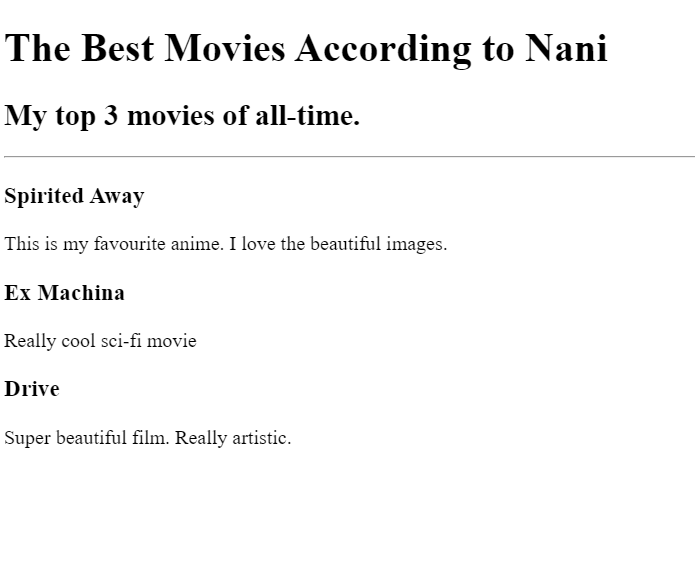 The Best Movies According to Nani
My top 3 movies of all-time.
Spirited Away
This is my favourite anime. I love the beautiful images.
Ex Machina
Really cool sci-fi movie
Drive
Super beautiful film. Really artistic.